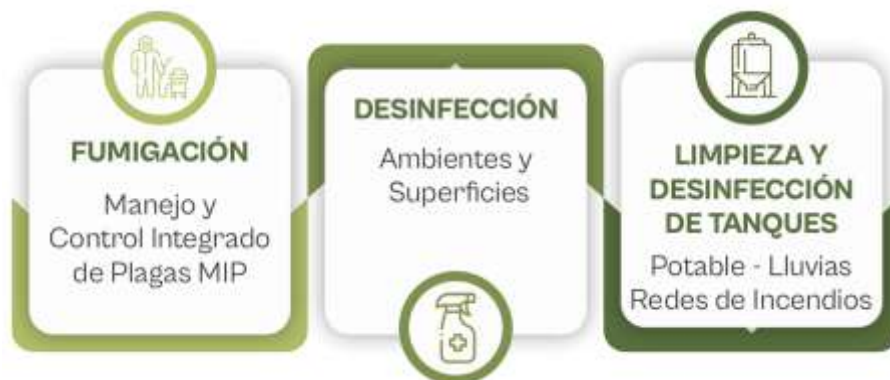 FUMIGACIÓN
Manejo y
Control Integrado
de Plagas MIP
DESINFECCIÓN
Ambientes y
Superficies
LIMPIEZA Y
DESINFECCIÓN
DE TANQUES
Potable - Lluvias
Redes de Incendios